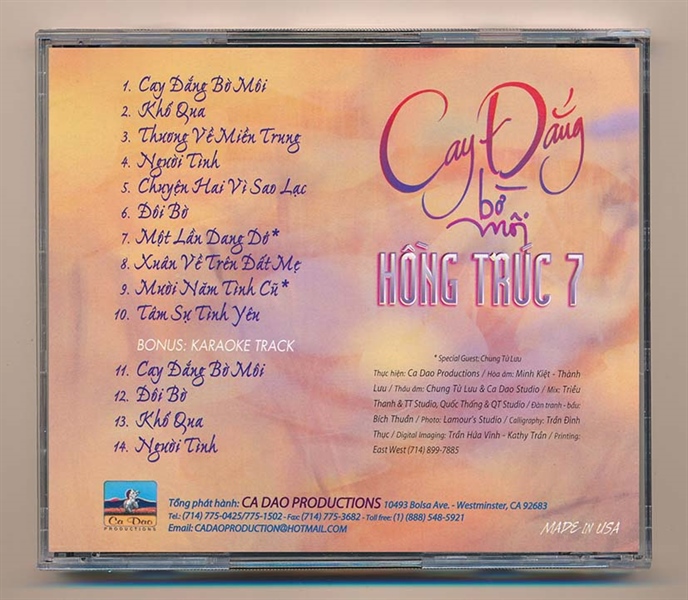 1. Cay Đắng Bờ Môi
2. Khổ Qua
3. Thương Về Miền Trung
4. Người Tình
5. Chuyện Hai Vì Sao Lạc
6. Đôi Bờ
7. Một Lần Dang Dở*
8. Xuân Về Trên Đất Mẹ
9. Mười Năm Tình Cũ*
10. Tâm Sự Tình Yêu
BONUS: KARAOKE TRACK
11. Cay Đắng Bờ Môi
12. Đôi Bờ
13. Khổ Qua
14. Người Tình
Cay Đắng
bờ
môi
HỒNG TRÚC 7
* Special Guest: Chung Tử Lưu
Thực hiện: Ca Dao Productions / Hòa âm: Minh Kiệt - Thành
Lưu / Thâu âm: Chung Tử Lưu & Ca Dao Studio / Mix: Triều
Thanh & TT Studio, Quốc Thắng & QT Studio / Đàn tranh - bầu:
Bích Thuẩn / Photo: Lamour's Studio / Calligraphy: Trần Đình
Thục / Digital Imaging: Trần Hứa Vinh - Kathy Trần / Printing:
East West (714) 899-7885
Ca Dao
PRODUCTIONS
Tổng phát hành: CA DAO PRODUCTIONS 10493 Bolsa Ave. - Westminster, CA 92683
Tel.: (714) 775-0425/775-1502 - Fax: (714) 775-3682 - Toll free: (1) (888) 548-5921
Email: CADAOPRODUCTION@HOTMAIL.COM
MADE IN USA